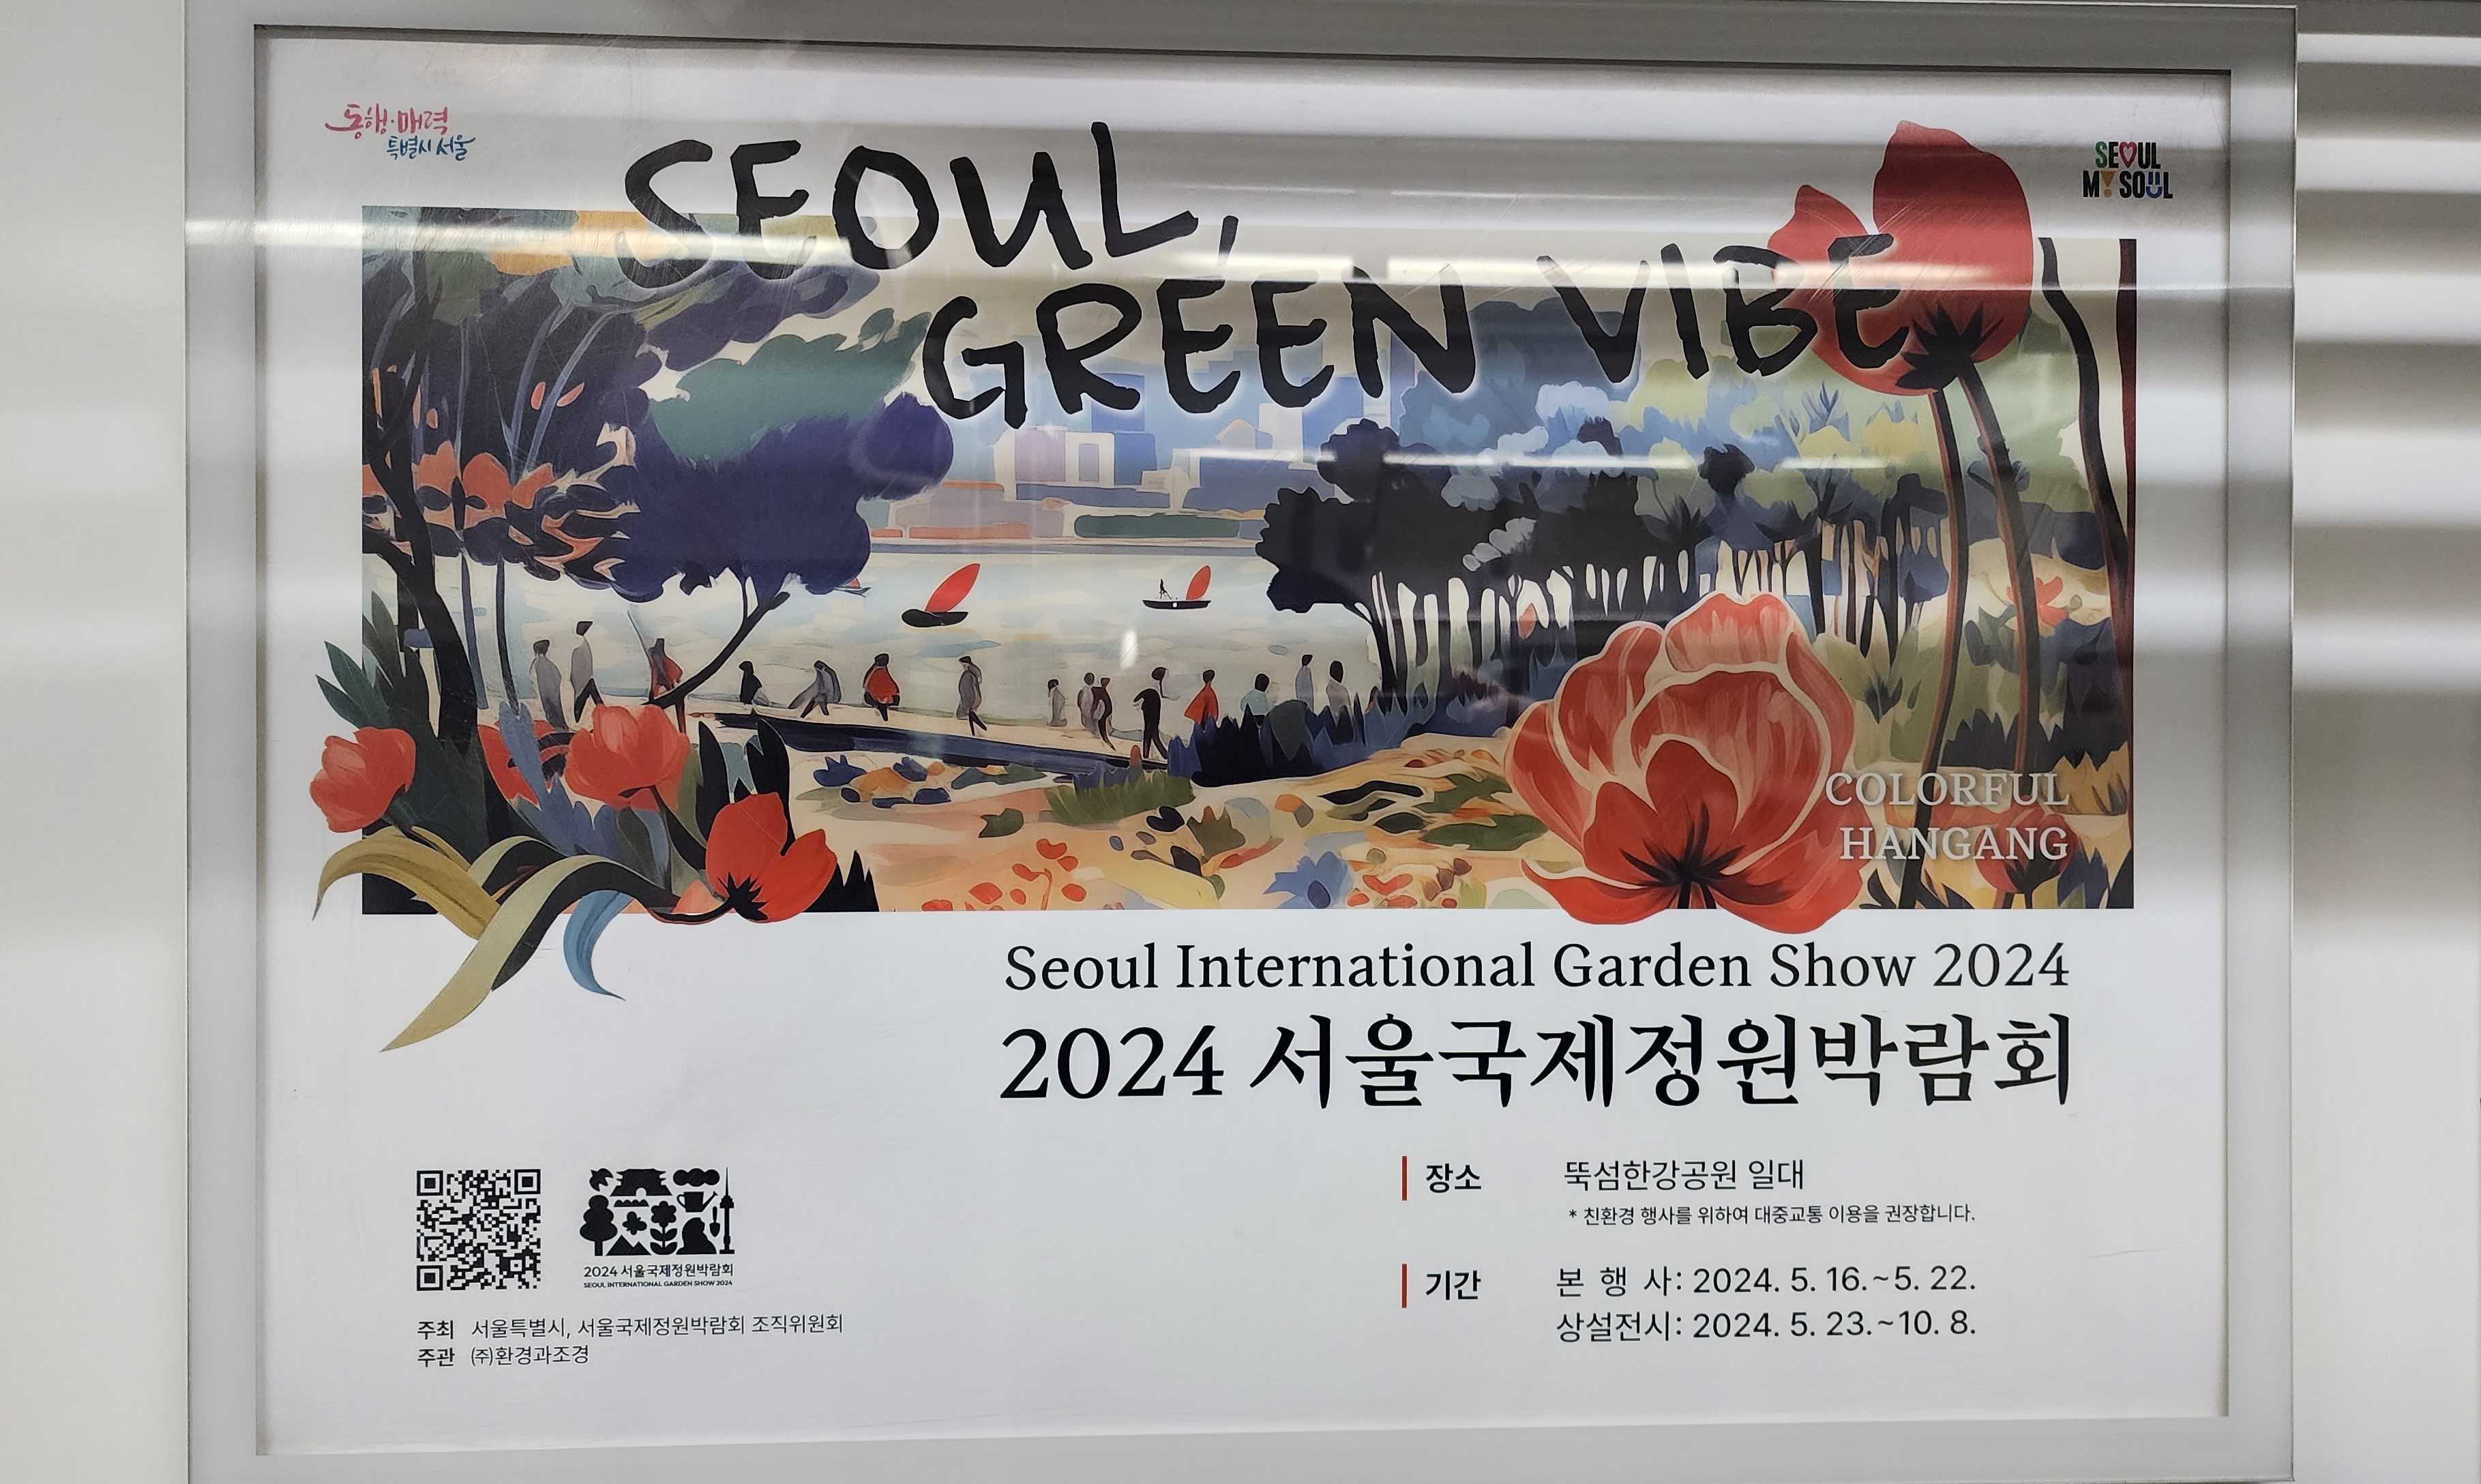 동행·매력
특별시 서울
SEOUL
MY SOUL
SEOUL,
GREEN VIBE
COLORFUL
HANGANG
Seoul International Garden Show 2024
2024 서울국제정원박람회
장소 뚝섬한강공원 일대
* 친환경 행사를 위하여 대중교통 이용을 권장합니다.
기간 본 행 사: 2024. 5. 16.~5. 22.
상설전시: 2024. 5. 23.~10. 8.
2024 서울국제정원박람회
SEOUL INTERNATIONAL GARDEN SHOW 2024
주최 서울특별시, 서울국제정원박람회 조직위원회
주관 ㈜환경과조경